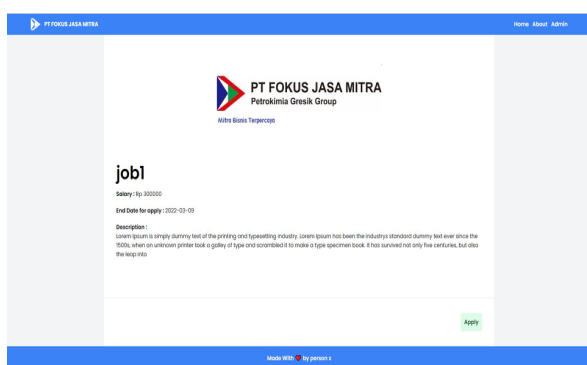 PT FOKUS JASA MITRA
Home About Admin
PT FOKUS JASA MITRA
Petrokimia Gresik Group
Mitra Bisnis Terpercaya
job1
Salary : Rp 300000
End Date for apply : 2022-03-09
Description :
Lorem Ipsum is simply dummy text of the printing and typesetting industry. Lorem Ipsum has been the industrys standard dummy text ever since the
1500s, when an unknown printer took a galley of type and scrambled it to make a type specimen book. It has survived not only five centuries, but also
the leap into
Apply
Made With ❤ by person x